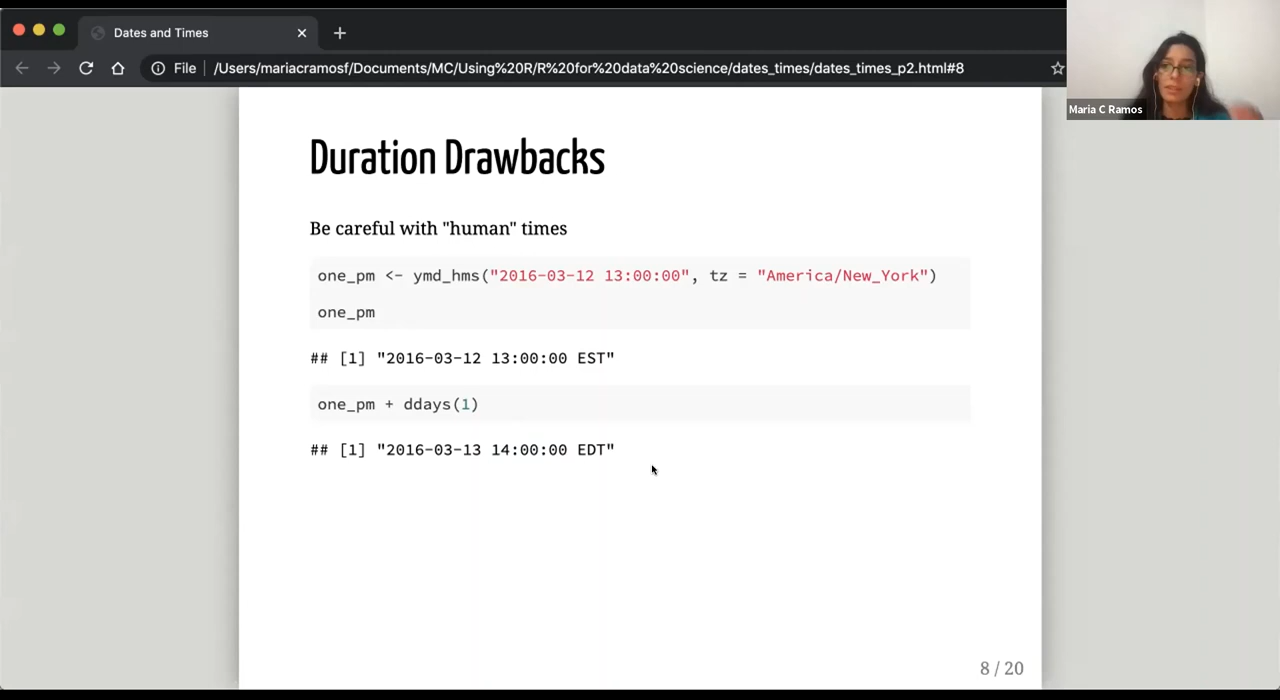 Dates and Times
File
/Users/mariacramosf/Documents/MC/Using%20R/R%20for%20data%20science/dates_times/dates_times_p2.html#8
Maria C Ramos
Duration Drawbacks
Be careful with "human" times
one_pm <- ymd_hms("2016-03-12 13:00:00", tz = "America/New_York")
one_pm
## [1] "2016-03-12 13:00:00 EST"
one_pm + ddays(1)
## [1] "2016-03-13 14:00:00 EDT"
8 / 20